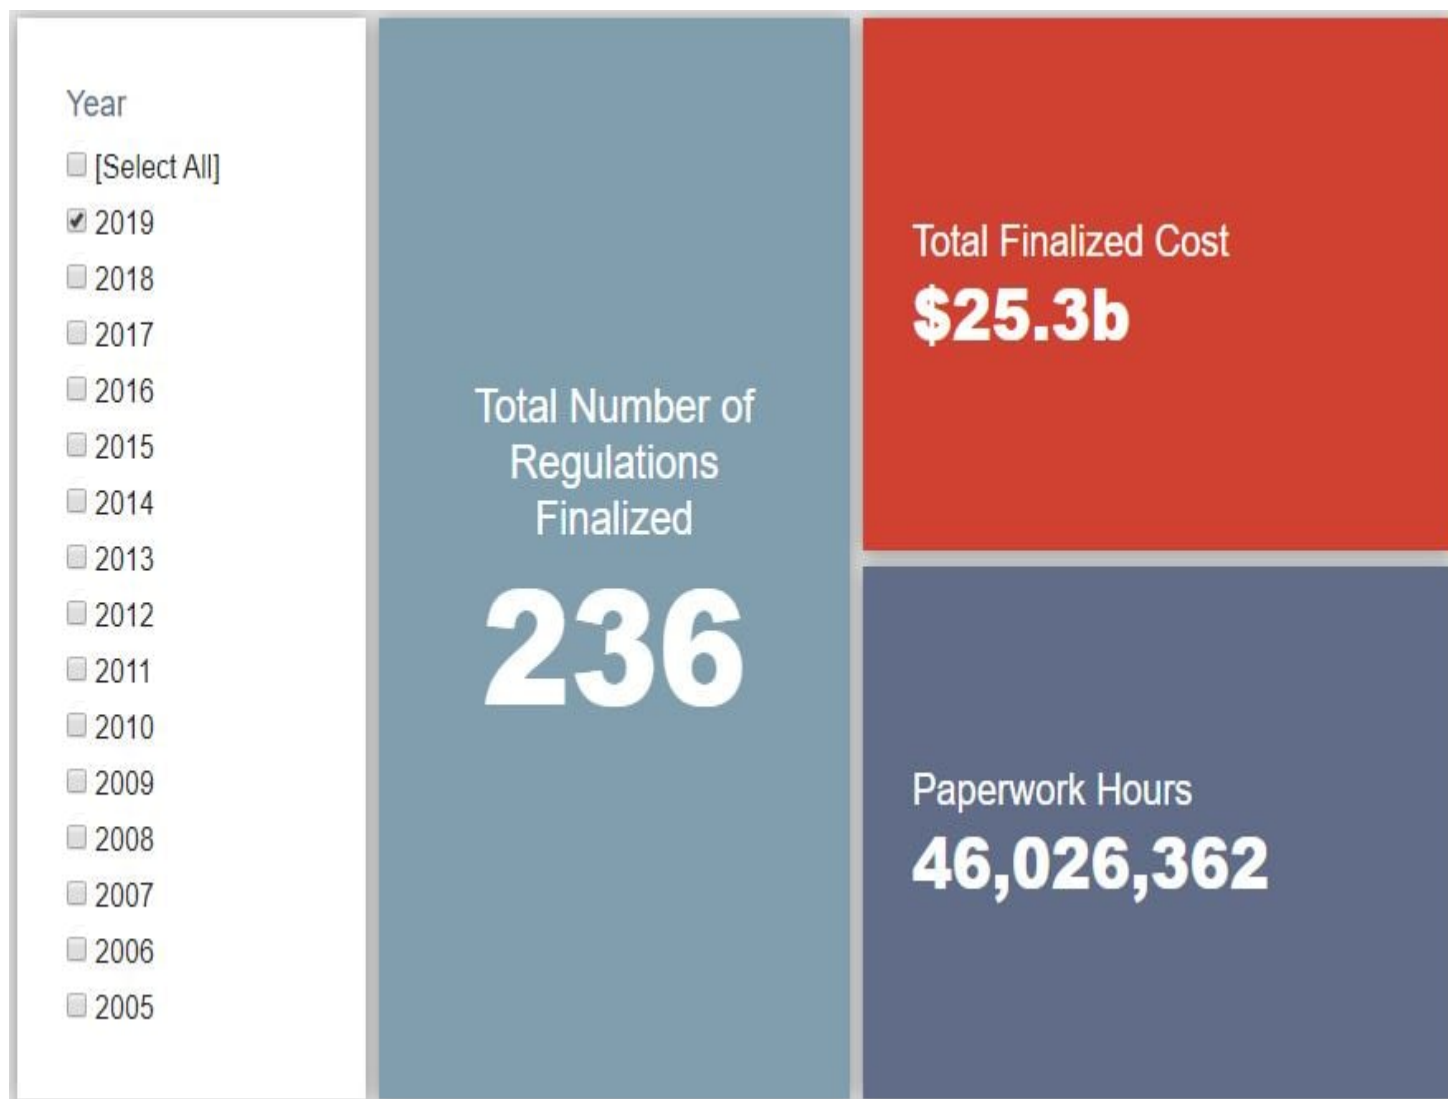 Year
[Select All]
2019
2018
2017
2016
2015
2014
2013
2012
2011
2010
2009
2008
2007
2006
2005
Total Number of
Regulations
Finalized
236
Total Finalized Cost
$25.3b
Paperwork Hours
46,026,362